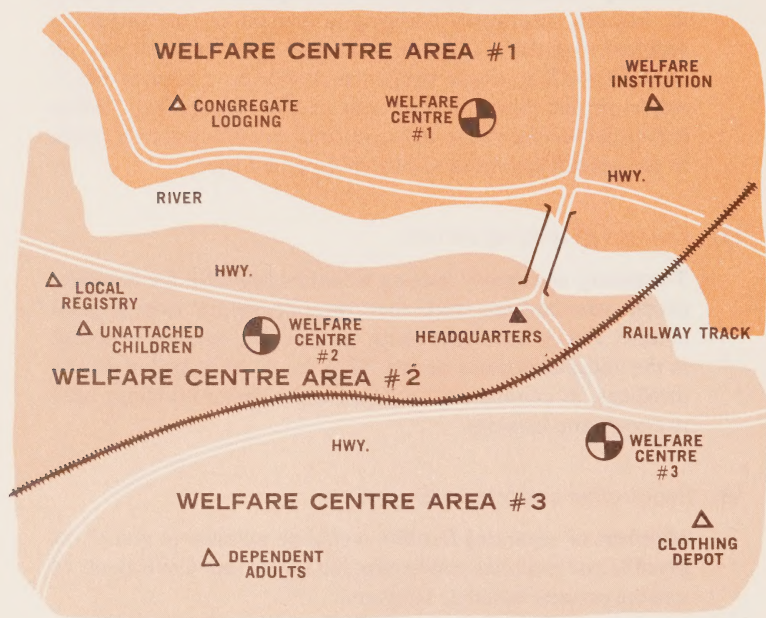 WELFARE CENTRE AREA #1
WELFARE
INSTITUTION
CONGREGATE
LODGING
WELFARE
CENTRE
#1
HWY.
RIVER
HWY.
LOCAL
REGISTRY
UNATTACHED
CHILDREN
WELFARE
CENTRE
#2
HEADQUARTERS
RAILWAY TRACK
WELFARE CENTRE AREA #2
HWY.
WELFARE
CENTRE
#3
WELFARE CENTRE AREA #3
CLOTHING
DEPOT
DEPENDENT
ADULTS